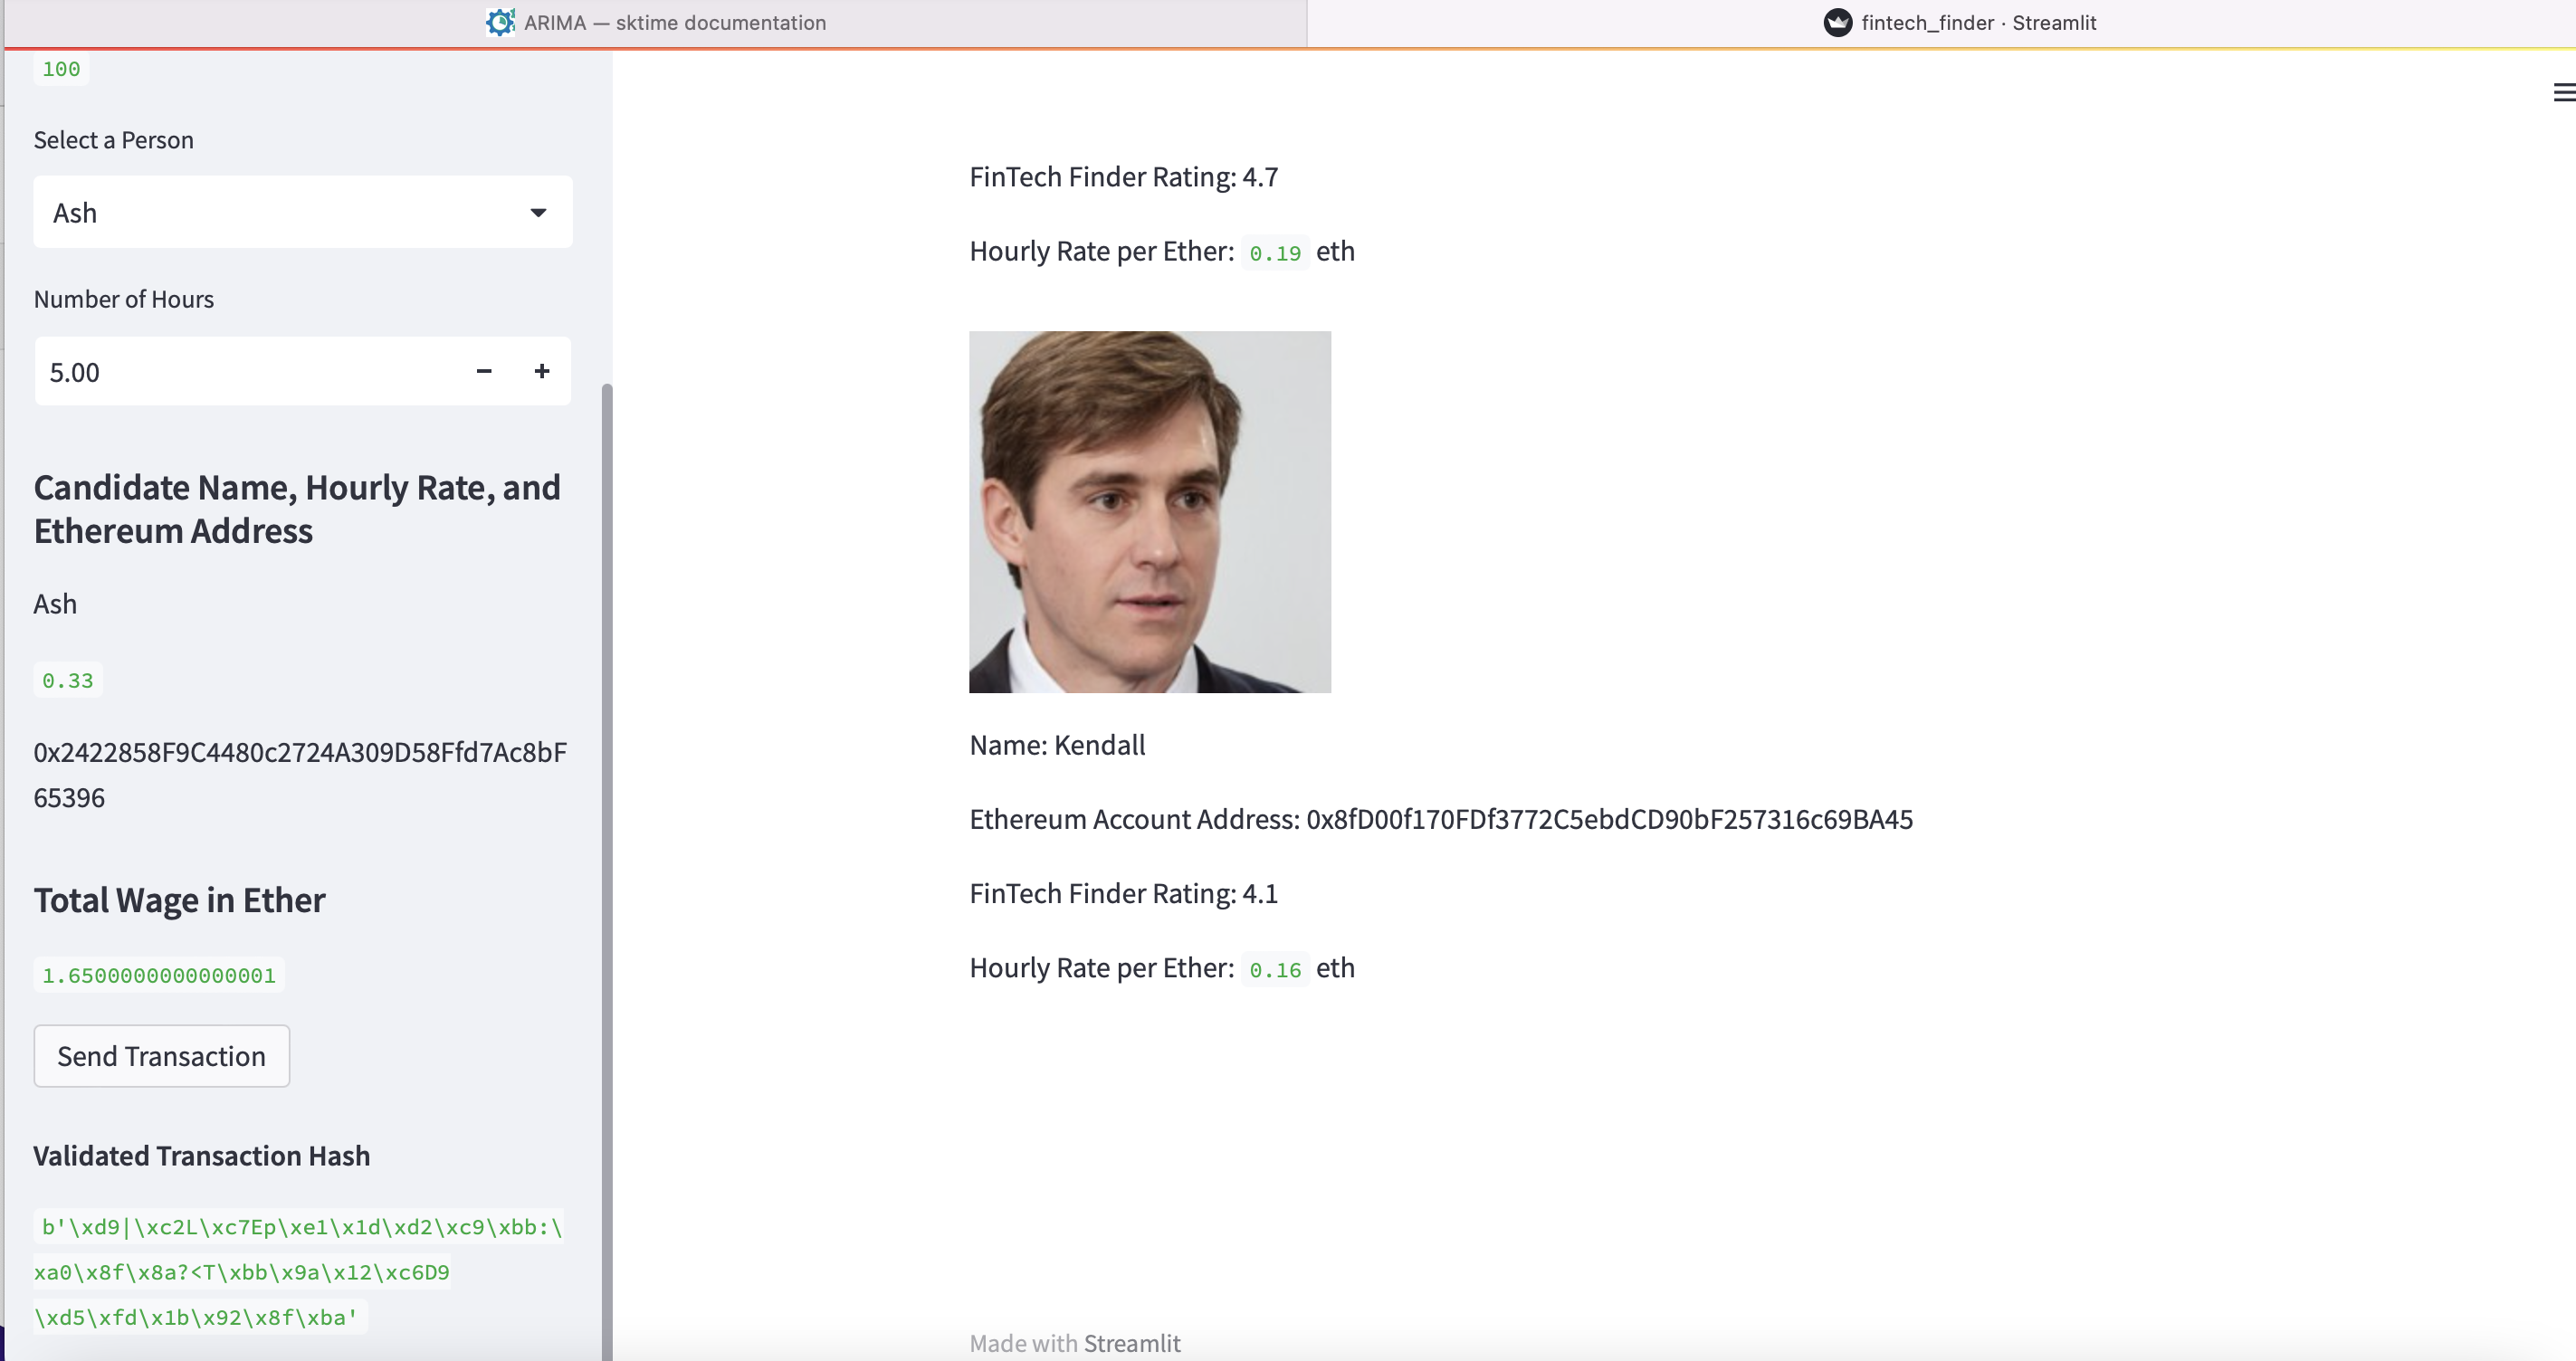 ARIMA — sktime documentation
fintech_finder · Streamlit
100
Select a Person
Ash
Number of Hours
5.00
Candidate Name, Hourly Rate, and
Ethereum Address
Ash
0.33
0x2422858F9C4480c2724A309D58Ffd7Ac8bF
65396
Total Wage in Ether
1.6500000000000001
Send Transaction
Validated Transaction Hash
b'\xd9|\xc2L\xc7Ep\xe1\x1d\xd2\xc9\xbb:\
xa0\x8f\x8a?<T\xbb\x9a\x12\xc6D9
\xd5\xfd\x1b\x92\x8f\xba'
FinTech Finder Rating: 4.7
Hourly Rate per Ether: 0.19 eth
Name: Kendall
Ethereum Account Address: 0x8fD00f170FDf3772C5ebdCD90bF257316c69BA45
FinTech Finder Rating: 4.1
Hourly Rate per Ether: 0.16 eth
Made with Streamlit